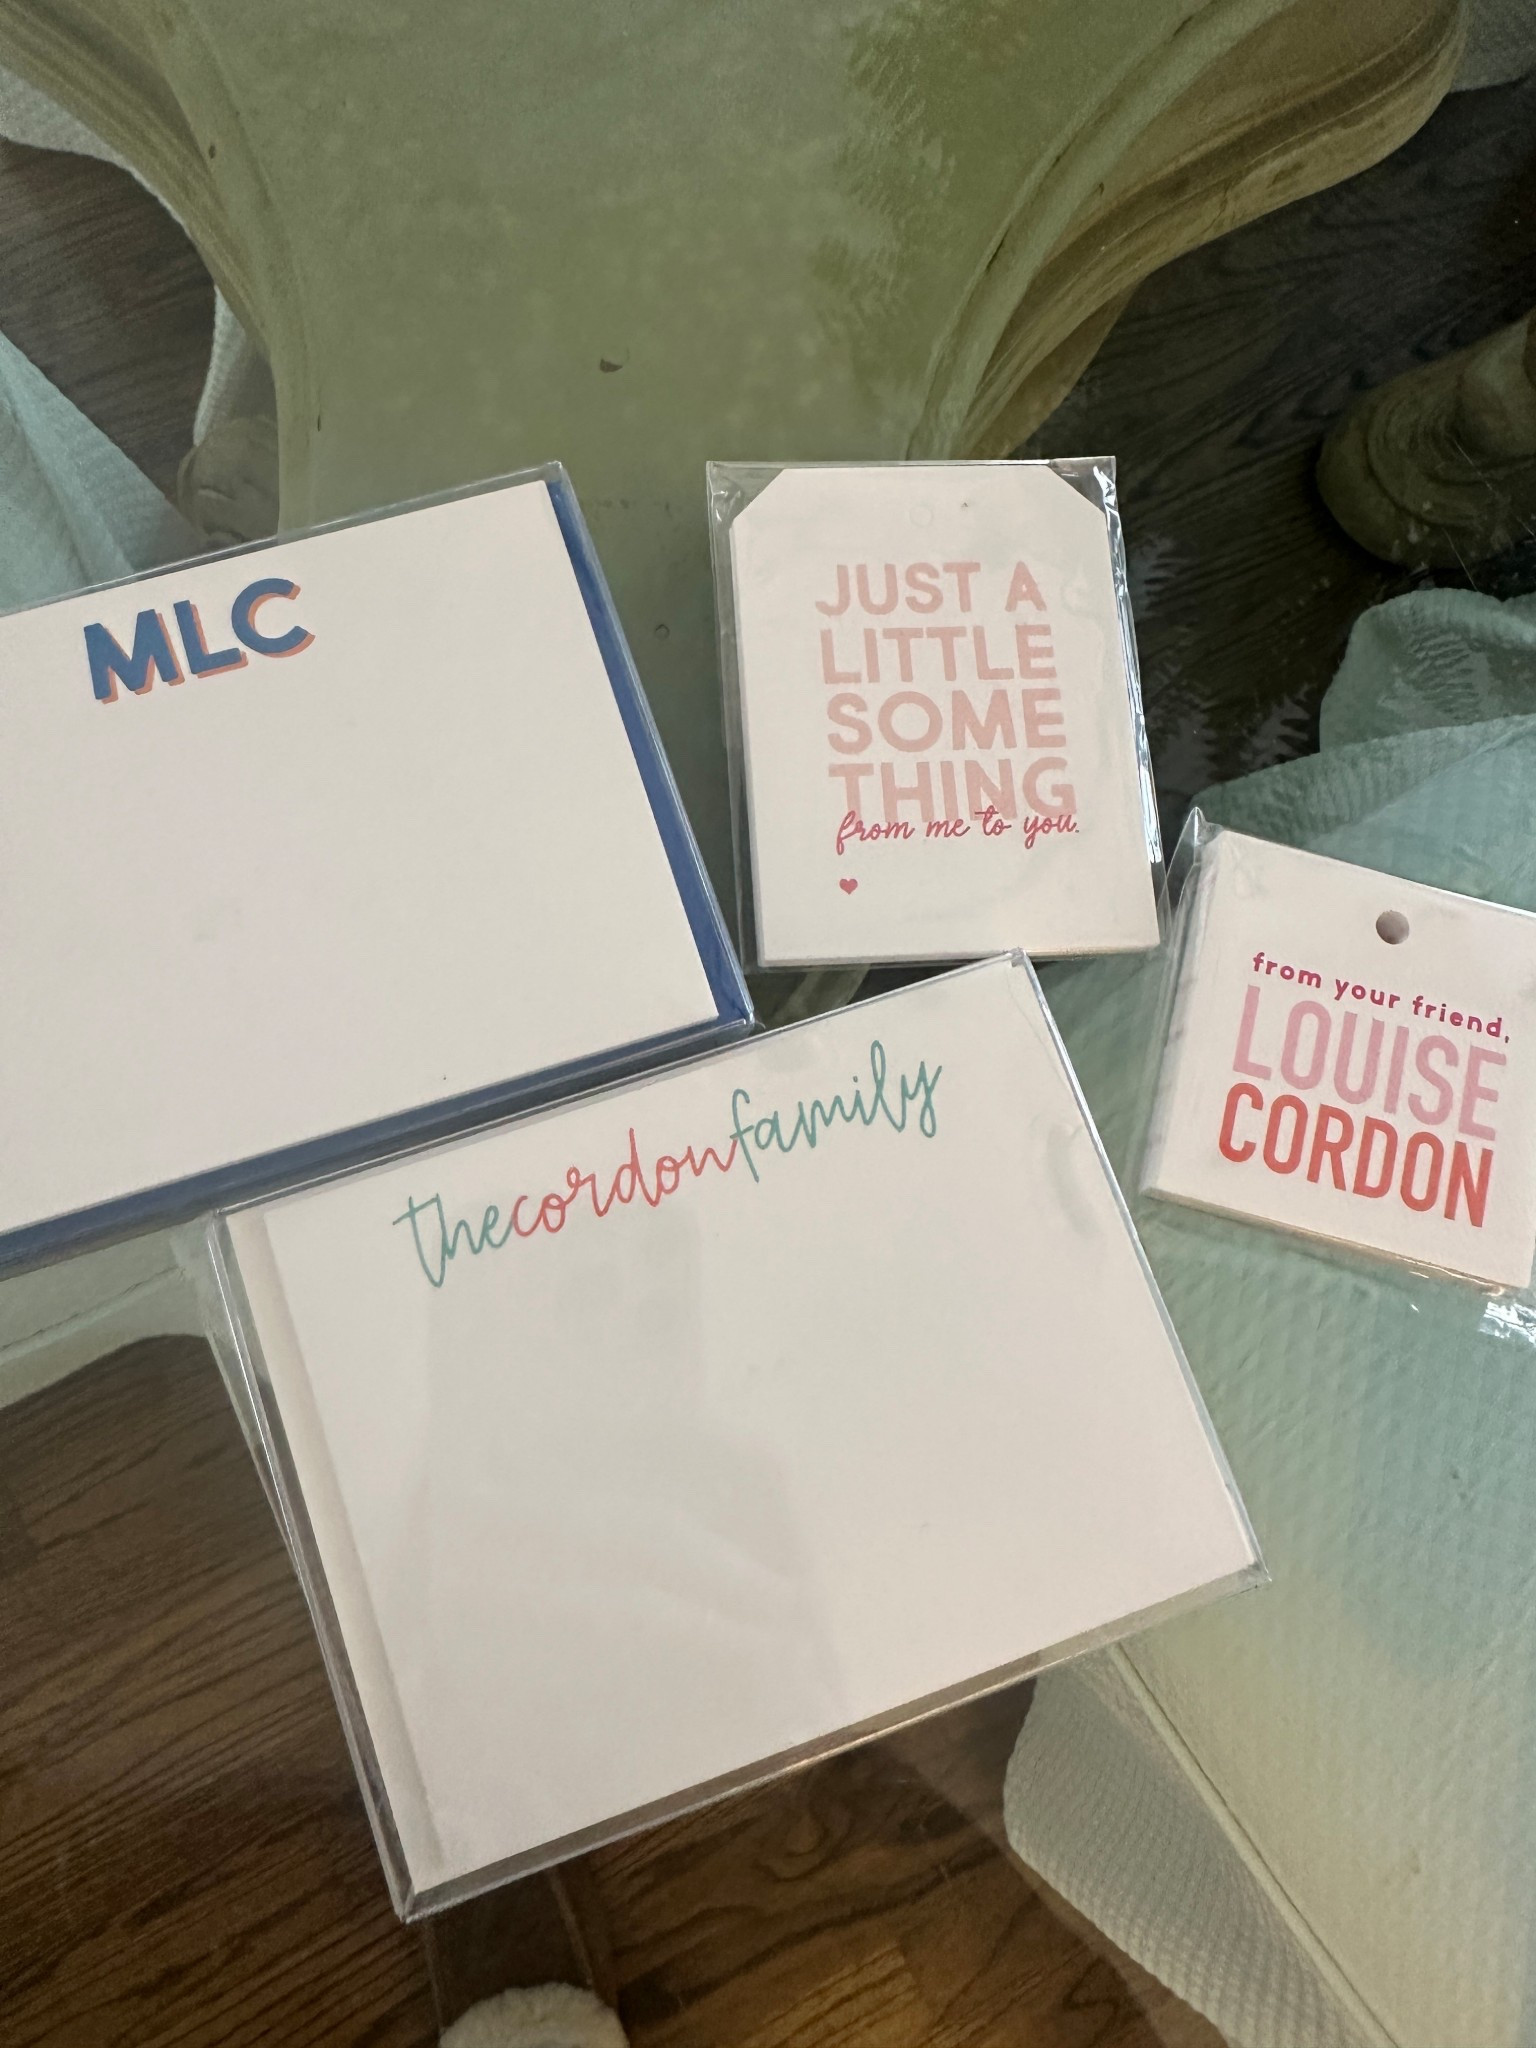 MLC
JUST A
LITTLE
SOME
THING
from me to you.
from your friend,
LOUISE
CORDON
thecordonfamily